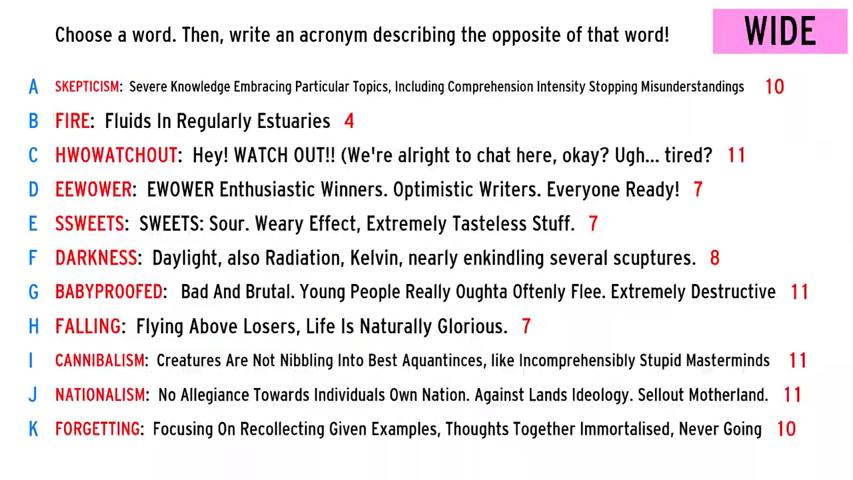 Choose a word. Then, write an acronym describing the opposite of that word!
WIDE
A SKEPTICISM: Severe Knowledge Embracing Particular Topics, Including Comprehension Intensity Stopping Misunderstandings 10
B FIRE: Fluids In Regularly Estuaries 4
C HWOWATCHOUT: Hey! WATCH OUT!! (We're alright to chat here, okay? Ugh... tired? 11
D EEWOWER: EWOWER Enthusiastic Winners. Optimistic Writers. Everyone Ready! 7
E SSWEETS: SWEETS: Sour. Weary Effect, Extremely Tasteless Stuff. 7
F DARKNESS: Daylight, also Radiation, Kelvin, nearly enkindling several scuptures. 8
G BABYPROOFED: Bad And Brutal. Young People Really Oughta Oftenly Flee. Extremely Destructive 11
H FALLING: Flying Above Losers, Life Is Naturally Glorious. 7
I CANNIBALISM: Creatures Are Not Nibbling Into Best Aquantinces, like Incomprehensibly Stupid Masterminds 11
J NATIONALISM: No Allegiance Towards Individuals Own Nation. Against Lands Ideology. Sellout Motherland. 11
K FORGETTING: Focusing On Recollecting Given Examples, Thoughts Together Immortalised, Never Going 10